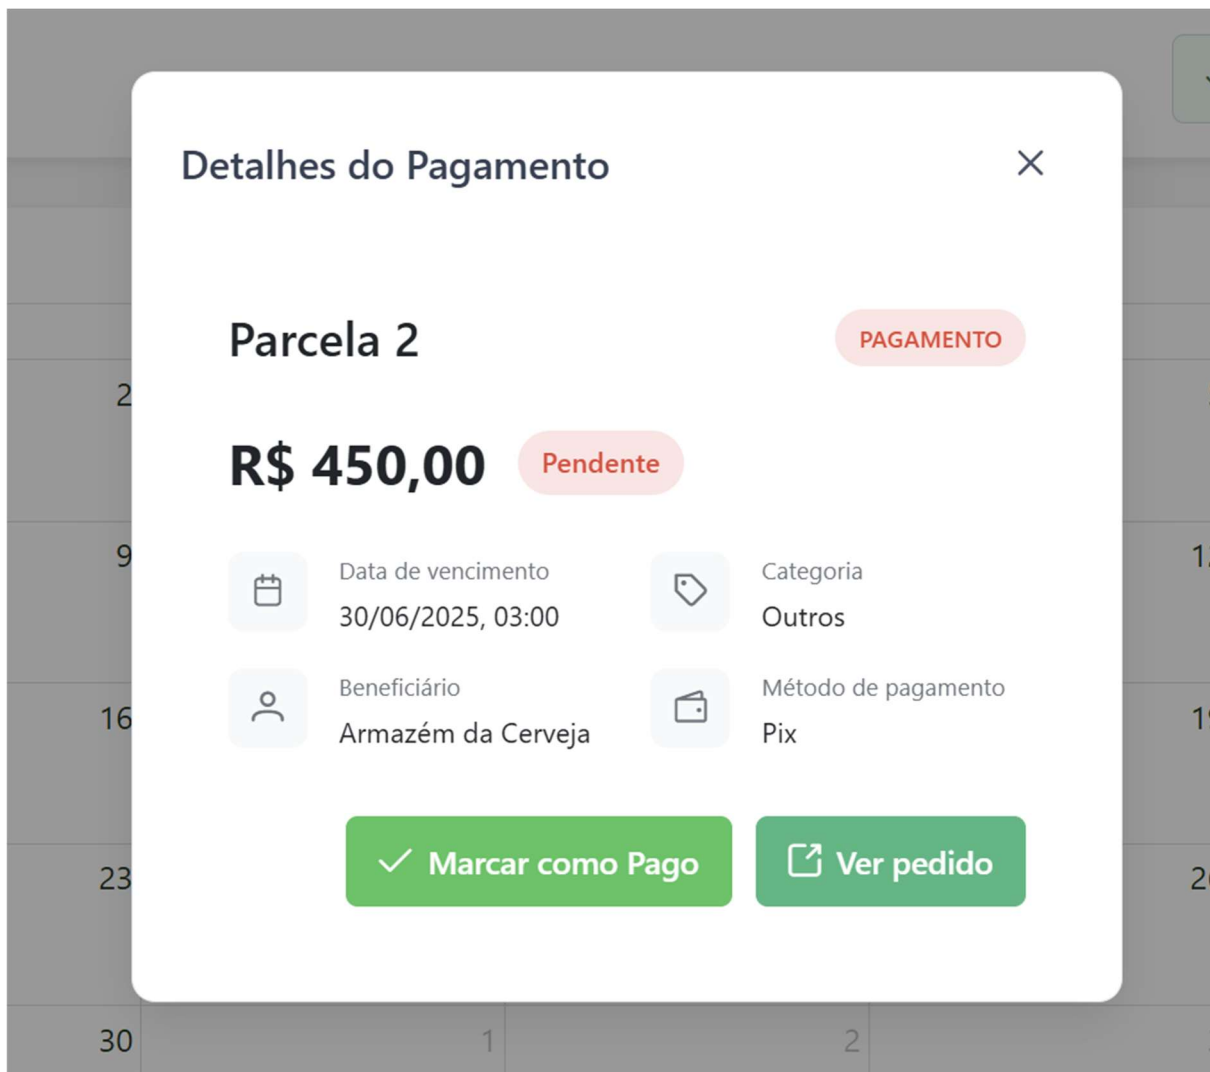 Detalhes do Pagamento
Parcela 2
PAGAMENTO
R$ 450,00
Pendente
Data de vencimento
30/06/2025, 03:00
Categoria
Outros
Beneficiário
Armazém da Cerveja
Método de pagamento
Pix
Marcar como Pago
Ver pedido
2
9
16
23
30
1
2